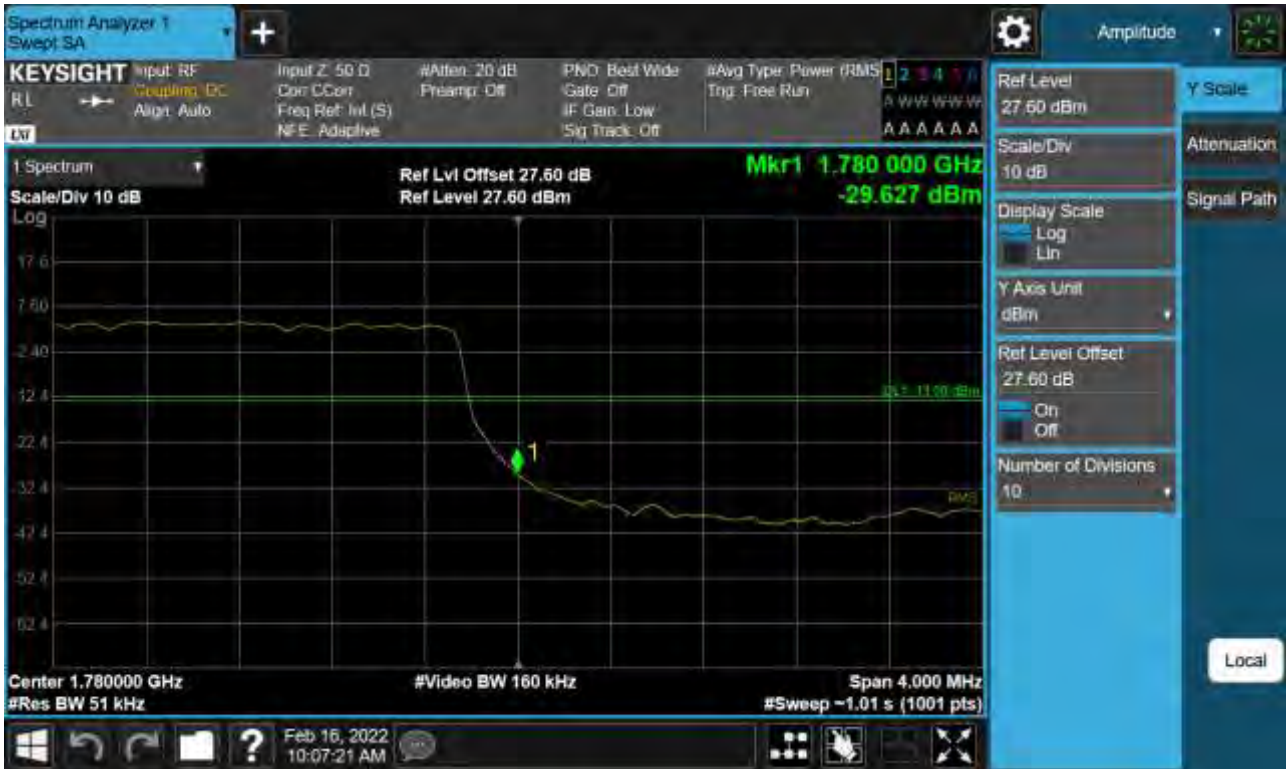 Spectrum Analyzer 1
Swept SA
Amplitude
KEYSIGHT
RL
Input: RF
Coupling: DC
Align: Auto
Input Z: 50 Ω
Corr CCorr
Freq Ref: Int (S)
NFE: Adaptive
#Atten: 20 dB
Preamp: Off
PNO: Best Wide
Gate: Off
IF Gain: Low
Sig Track: Off
#Avg Type: Power (RMS
Trig: Free Run
1 2 3 4 5 6
A W W W W W
A A A A A A
LXI
1 Spectrum
Scale/Div 10 dB
Ref Lvl Offset 27.60 dB
Ref Level 27.60 dBm
Mkr1 1.780 000 GHz
-29.627 dBm
Log
17.6
7.60
-2.40
-12.4
-22.4
-32.4
-42.4
-52.4
-62.4
DL1 -13.00 dBm
1
RMS
Center 1.780000 GHz
#Video BW 160 kHz
Span 4.000 MHz
#Res BW 51 kHz
#Sweep ~1.01 s (1001 pts)
Ref Level
27.60 dBm
Scale/Div
10 dB
Display Scale
Log
Lin
Y Axis Unit
dBm
Ref Level Offset
27.60 dB
On
Off
Number of Divisions
10
Y Scale
Attenuation
Signal Path
Local
?
Feb 16, 2022
10:07:21 AM